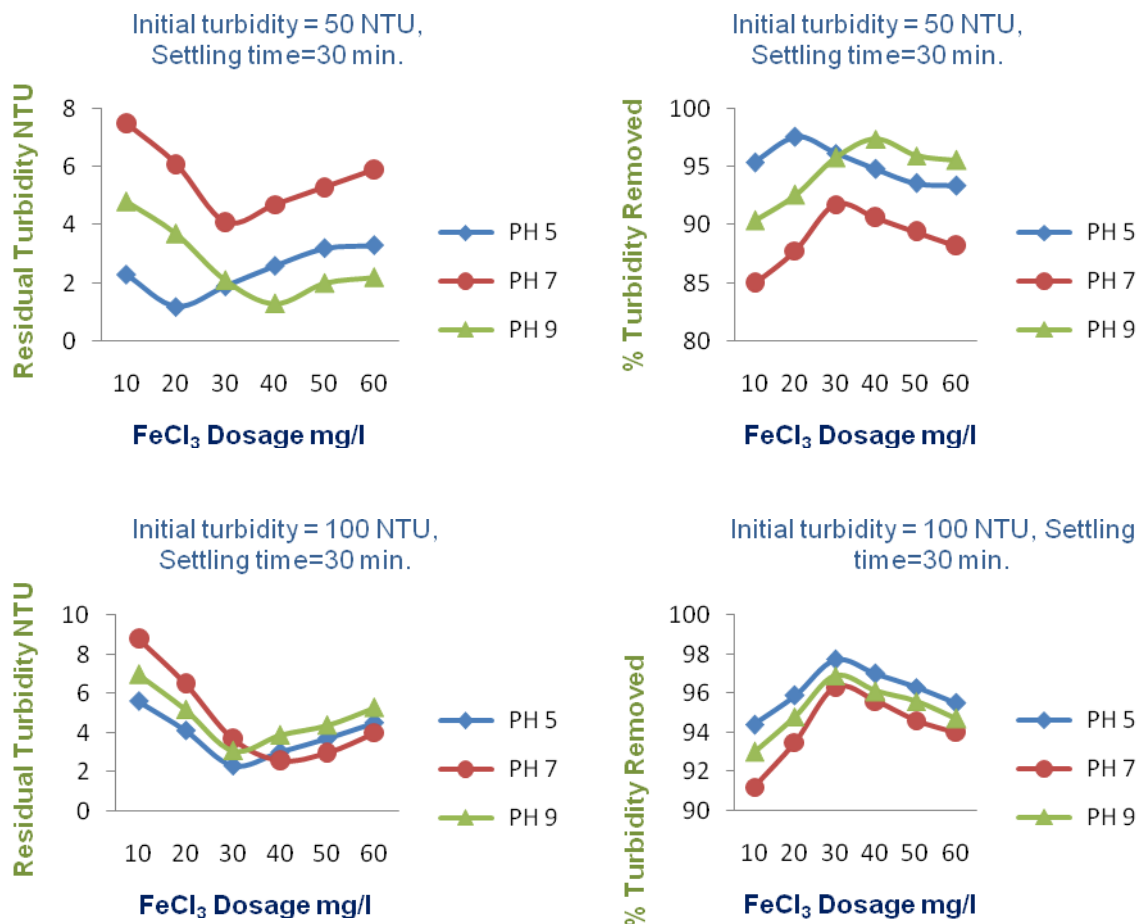 Initial turbidity = 50 NTU,
Settling time=30 min.
Residual Turbidity NTU
8
6
4
2
0
10 20 30 40 50 60
FeCl₃ Dosage mg/l
PH 5
PH 7
PH 9
Initial turbidity = 50 NTU,
Settling time=30 min.
% Turbidity Removed
100
95
90
85
80
10 20 30 40 50 60
FeCl₃ Dosage mg/l
PH 5
PH 7
PH 9
Initial turbidity = 100 NTU,
Settling time=30 min.
Residual Turbidity NTU
10
8
6
4
2
0
10 20 30 40 50 60
FeCl₃ Dosage mg/l
PH 5
PH 7
PH 9
Initial turbidity = 100 NTU, Settling
time=30 min.
% Turbidity Removed
100
98
96
94
92
90
10 20 30 40 50 60
FeCl₃ Dosage mg/l
PH 5
PH 7
PH 9